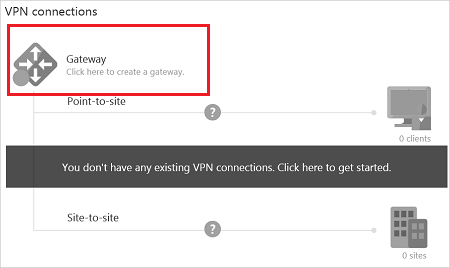 VPN connections
Gateway
Click here to create a gateway.
Point-to-site
?
0 clients
You don't have any existing VPN connections. Click here to get started.
Site-to-site
?
0 sites